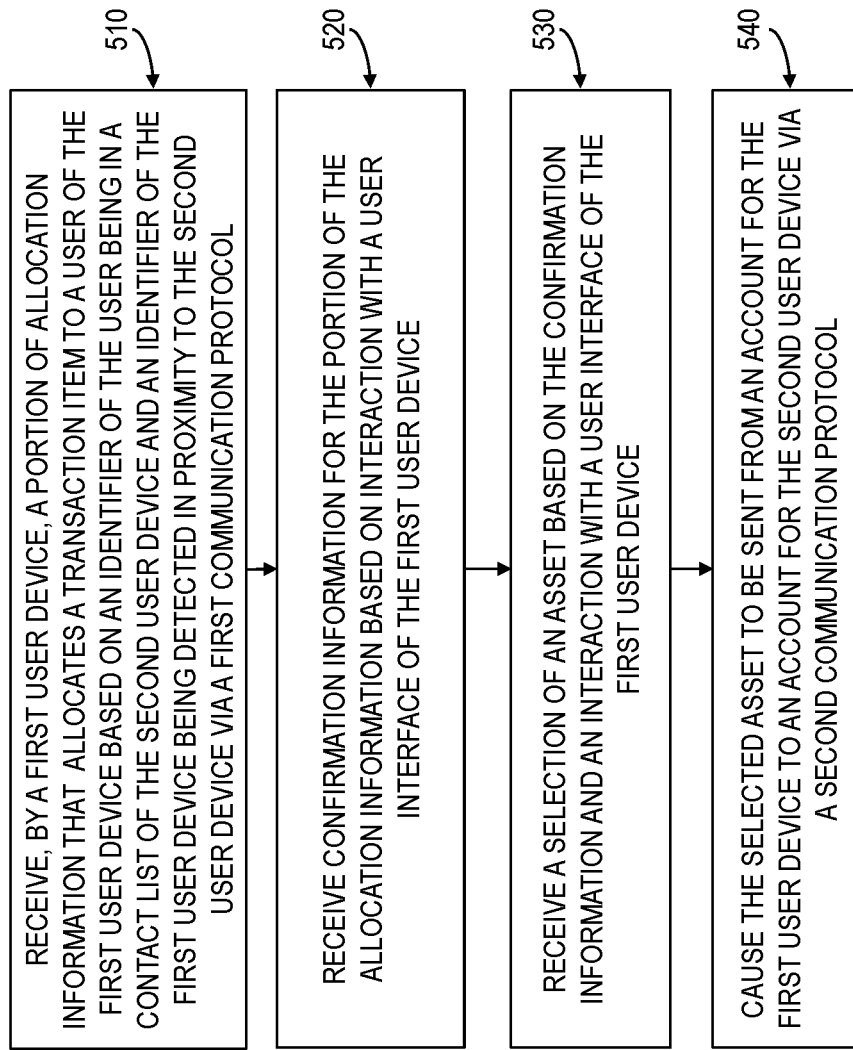 RECEIVE, BY A FIRST USER DEVICE, A PORTION OF ALLOCATION
INFORMATION THAT ALLOCATES A TRANSACTION ITEM TO A USER OF THE
FIRST USER DEVICE BASED ON AN IDENTIFIER OF THE USER BEING IN A
CONTACT LIST OF THE SECOND USER DEVICE AND AN IDENTIFIER OF THE
FIRST USER DEVICE BEING DETECTED IN PROXIMITY TO THE SECOND
USER DEVICE VIA A FIRST COMMUNICATION PROTOCOL
510
RECEIVE CONFIRMATION INFORMATION FOR THE PORTION OF THE
ALLOCATION INFORMATION BASED ON INTERACTION WITH A USER
INTERFACE OF THE FIRST USER DEVICE
520
RECEIVE A SELECTION OF AN ASSET BASED ON THE CONFIRMATION
INFORMATION AND AN INTERACTION WITH A USER INTERFACE OF THE
FIRST USER DEVICE
530
CAUSE THE SELECTED ASSET TO BE SENT FROM AN ACCOUNT FOR THE
FIRST USER DEVICE TO AN ACCOUNT FOR THE SECOND USER DEVICE VIA
A SECOND COMMUNICATION PROTOCOL
540